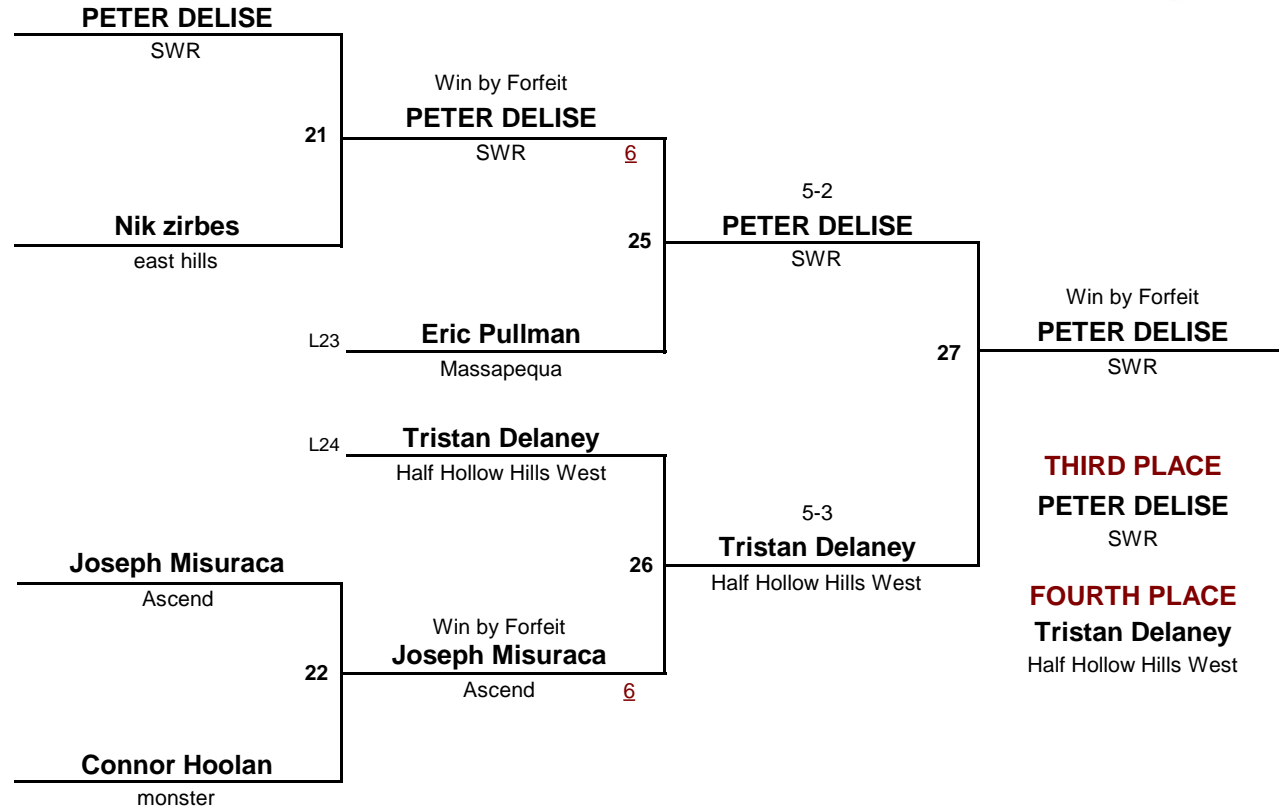 PETER DELISE
SWR
21
Nik zirbes
east hills
Win by Forfeit
PETER DELISE
SWR 6
25
L23 Eric Pullman
Massapequa
5-2
PETER DELISE
SWR
27
Win by Forfeit
PETER DELISE
SWR
L24 Tristan Delaney
Half Hollow Hills West
26
5-3
Tristan Delaney
Half Hollow Hills West
Joseph Misuraca
Ascend
22
Win by Forfeit
Joseph Misuraca
Ascend 6
Connor Hoolan
monster
THIRD PLACE
PETER DELISE
SWR
FOURTH PLACE
Tristan Delaney
Half Hollow Hills West